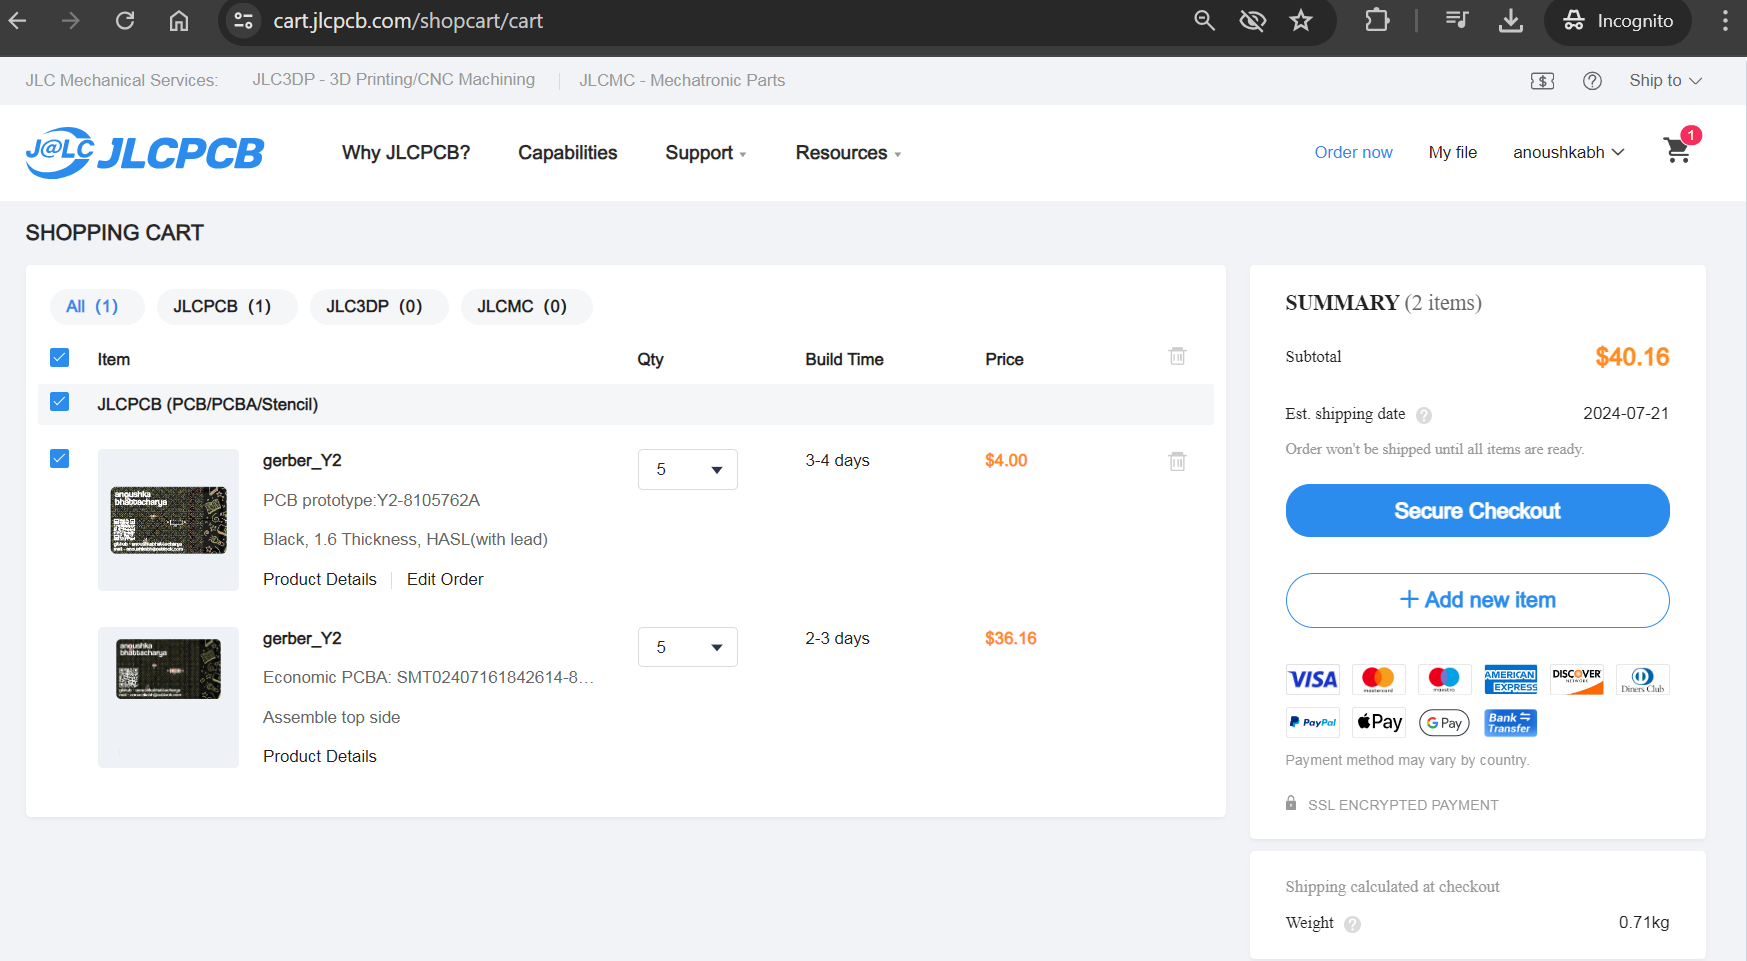 cart.jlcpcb.com/shopcart/cart
Incognito
JLC Mechanical Services:
JLC3DP - 3D Printing/CNC Machining
JLCMC - Mechatronic Parts
Ship to
J@LC JLCPCB
Why JLCPCB?
Capabilities
Support
Resources
Order now
My file
anoushkabh
1
SHOPPING CART
All (1)
JLCPCB (1)
JLC3DP (0)
JLCMC (0)
Item
Qty
Build Time
Price
JLCPCB (PCB/PCBA/Stencil)
anoushka
bhattacharya
gerber_Y2
5
3-4 days
$4.00
PCB prototype:Y2-8105762A
Black, 1.6 Thickness, HASL(with lead)
Product Details
Edit Order
anoushka
bhattacharya
gerber_Y2
5
2-3 days
$36.16
Economic PCBA: SMT02407161842614-8...
Assemble top side
Product Details
SUMMARY (2 items)
Subtotal
$40.16
Est. shipping date
2024-07-21
Order won't be shipped until all items are ready.
Secure Checkout
+ Add new item
VISA
mastercard
maestro
AMERICAN EXPRESS
DISCOVER NETWORK
Diners Club
PayPal
Pay
G Pay
Bank Transfer
Payment method may vary by country.
SSL ENCRYPTED PAYMENT
Shipping calculated at checkout
Weight
0.71kg